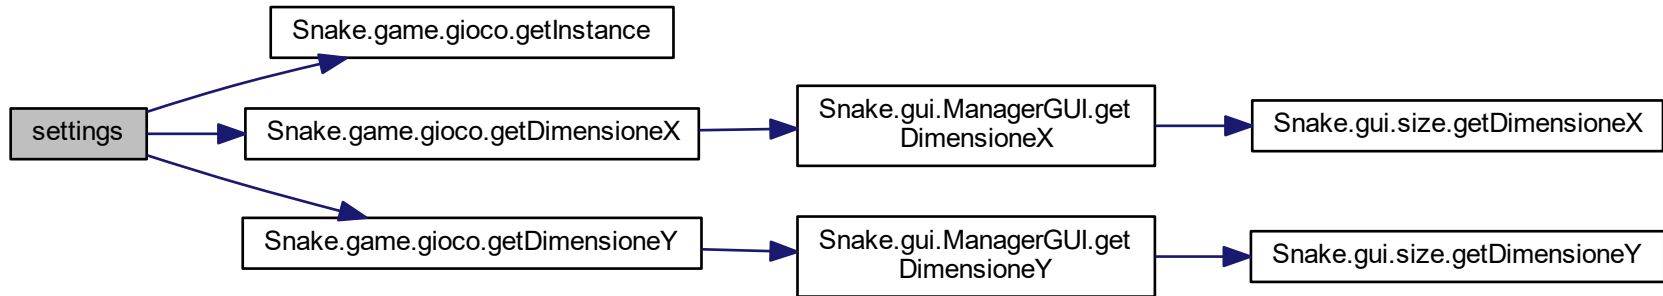 Snake.game.gioco.getInstance
settings
Snake.game.gioco.getDimensioneX
Snake.gui.ManagerGUI.get
DimensioneX
Snake.gui.size.getDimensioneX
Snake.game.gioco.getDimensioneY
Snake.gui.ManagerGUI.get
DimensioneY
Snake.gui.size.getDimensioneY